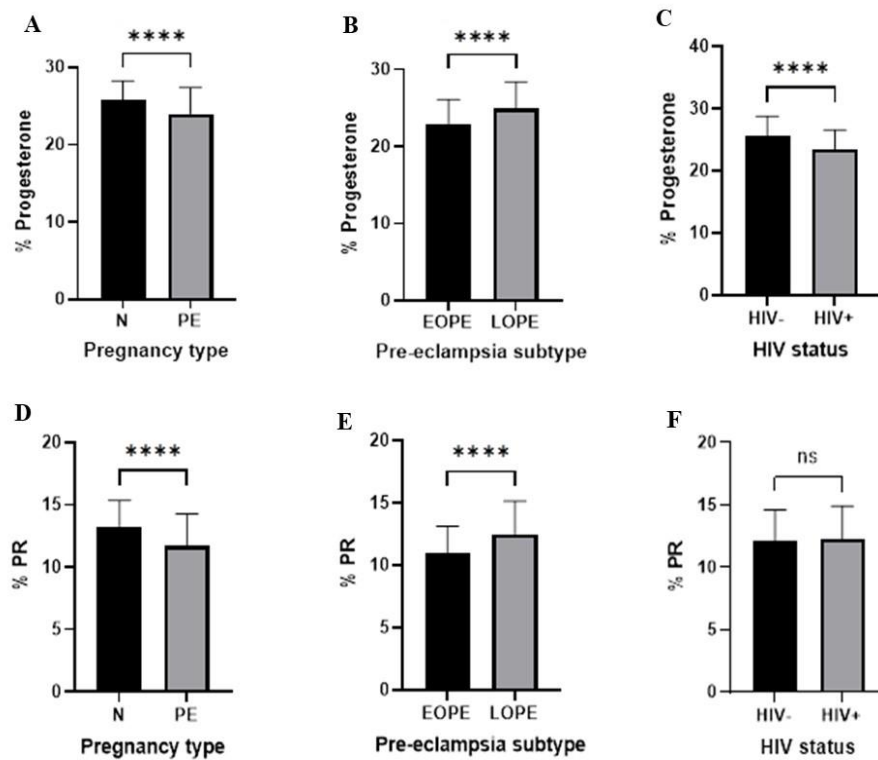 A
****
% Progesterone
30
20
10
0
N PE
Pregnancy type
B
****
% Progesterone
30
20
10
0
EOPE LOPE
Pre-eclampsia subtype
C
****
% Progesterone
40
30
20
10
0
HIV- HIV+
HIV status
D
****
% PR
20
15
10
5
0
N PE
Pregnancy type
E
****
% PR
20
15
10
5
0
EOPE LOPE
Pre-eclampsia subtype
F
ns
% PR
20
15
10
5
0
HIV- HIV+
HIV status